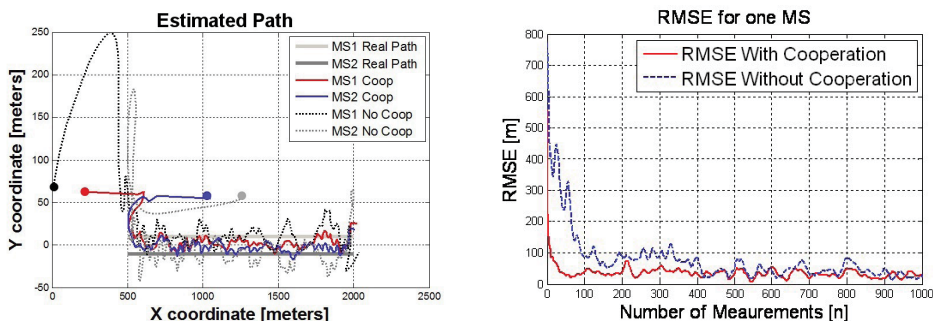 Estimated Path
250
200
150
100
50
0
-50
0
500
1000
1500
2000
2500
Y coordinate [meters]
X coordinate [meters]
MS1 Real Path
MS2 Real Path
MS1 Coop
MS2 Coop
MS1 No Coop
MS2 No Coop
RMSE for one MS
800
700
600
500
400
300
200
100
0
0
100
200
300
400
500
600
700
800
900
1000
RMSE [m]
Number of Meaurements [n]
RMSE With Cooperation
RMSE Without Cooperation